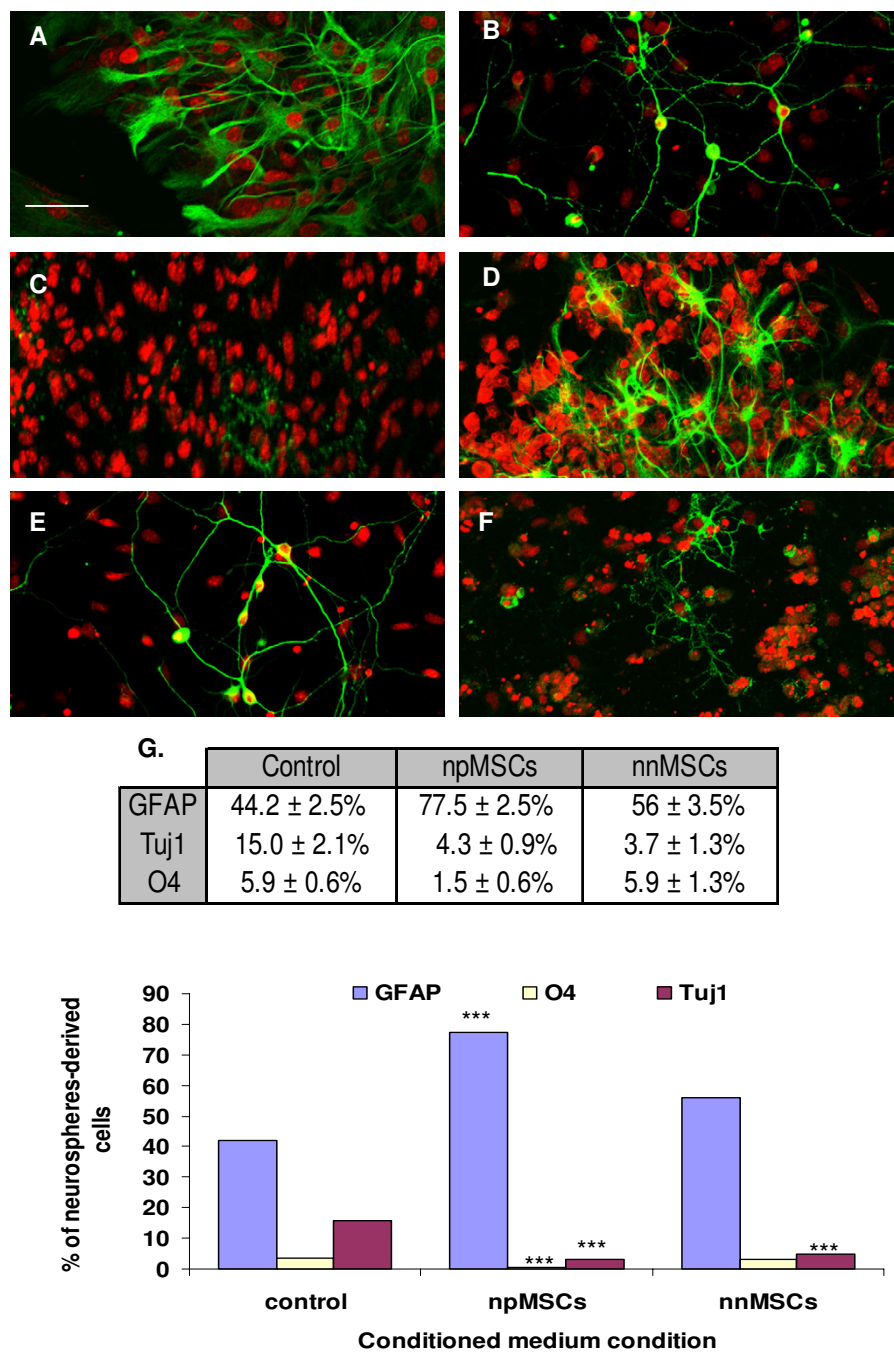 A
B
C
D
E
F
G.
Control npMSCs nnMSCs
GFAP 44.2 ± 2.5% 77.5 ± 2.5% 56 ± 3.5%
Tuj1 15.0 ± 2.1% 4.3 ± 0.9% 3.7 ± 1.3%
O4 5.9 ± 0.6% 1.5 ± 0.6% 5.9 ± 1.3%
GFAP O4 Tuj1
% of neurospheres-derived
cells
90
80
70
60
50
40
30
20
10
0
***
***
***
***
control npMSCs nnMSCs
Conditioned medium condition